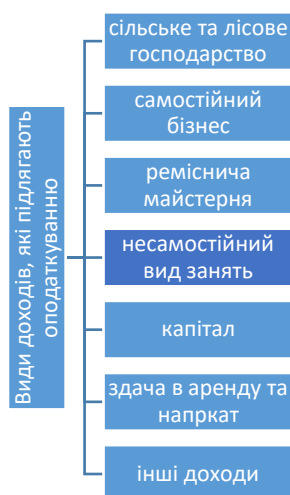 Види доходів, які підлягають
оподаткуванню
сільське та лісове
господарство
самостійний
бізнес
реміснича
майстерня
несамостійний
вид занять
капітал
здача в аренду та
напркат
інші доходи